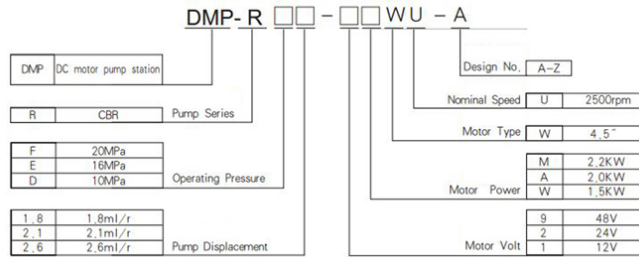 DMP-R □□ - □□ W U - A
DMP DC motor pump station
R CBR Pump Series
F 20MPa
E 16MPa
D 10MPa Operating Pressure
1.8 1.8ml/r
2.1 2.1ml/r
2.6 2.6ml/r Pump Displacement
Design No. A-Z
Nominal Speed U 2500rpm
Motor Type W 4.5"
M 2.2KW
A 2.0KW
Motor Power W 1.5KW
9 48V
2 24V
Motor Volt 1 12V